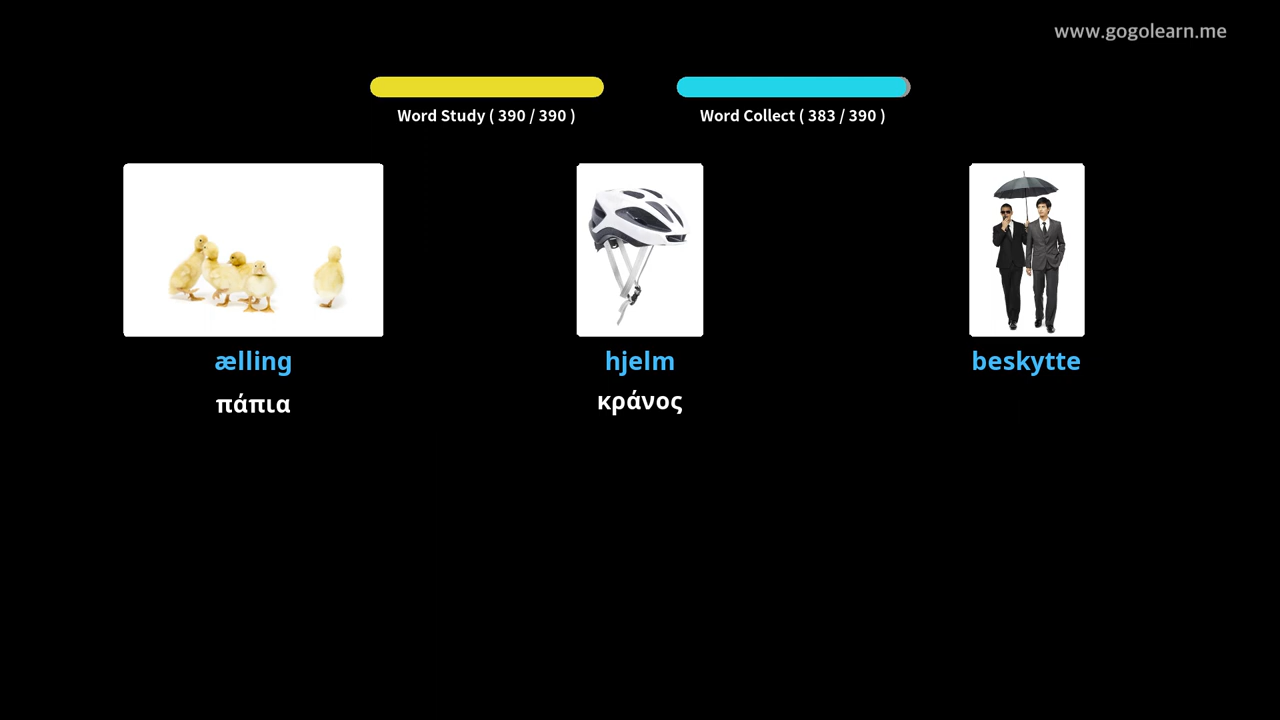 www.gogolearn.me
Word Study ( 390 / 390 )
Word Collect ( 383 / 390 )
ælling
hjelm
beskytte
πάπια
κράνος